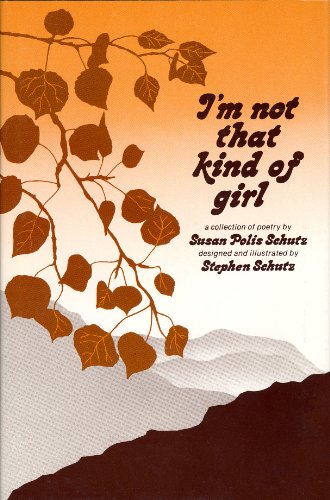 I'm not
that
kind of
girl
a collection of poetry by
Susan Polis Schutz
designed and illustrated by
Stephen Schutz